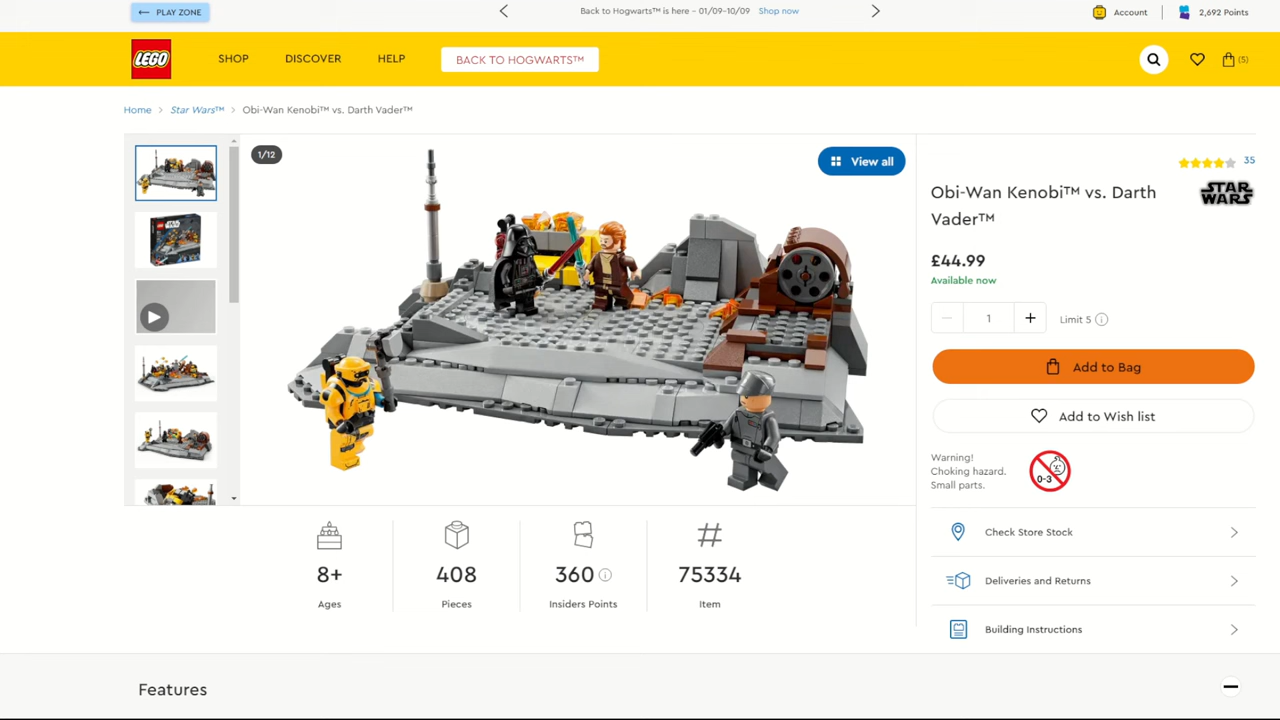 ← PLAY ZONE
Back to Hogwarts™ is here - 01/09-10/09 Shop now
Account
2,692 Points
LEGO
SHOP
DISCOVER
HELP
BACK TO HOGWARTS™
(5)
Home > Star Wars™ > Obi-Wan Kenobi™ vs. Darth Vader™
1/12
View all
35
Obi-Wan Kenobi™ vs. Darth
Vader™
STAR
WARS
£44.99
Available now
1
Limit 5
Add to Bag
Add to Wish list
Warning!
Choking hazard.
Small parts.
0-3
Check Store Stock
Deliveries and Returns
Building Instructions
8+
Ages
408
Pieces
360
Insiders Points
#
75334
Item
Features